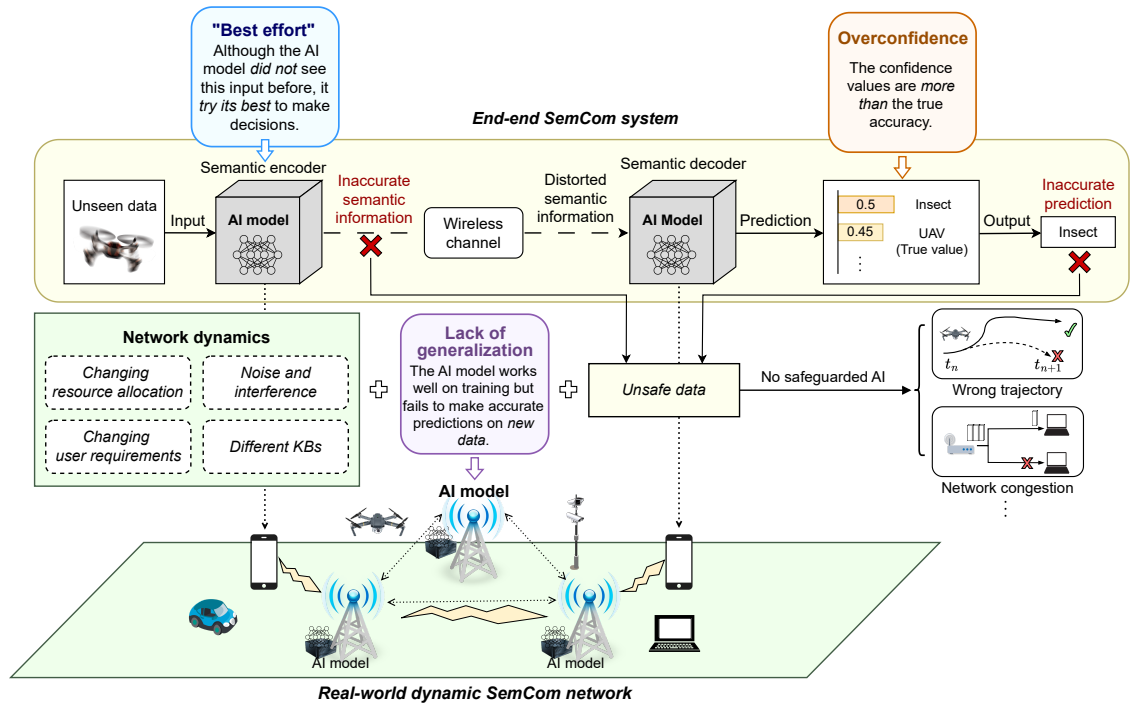 "Best effort"
Although the AI
model did not see
this input before, it
try its best to make
decisions.
Overconfidence
The confidence
values are more
than the true
accuracy.
End-end SemCom system
Unseen data
Input
Semantic encoder
AI model
Inaccurate
semantic
information
Wireless
channel
Distorted
semantic
information
Semantic decoder
AI Model
Prediction
0.5
Insect
0.45
UAV
(True value)
⋮
Output
Inaccurate
prediction
Insect
Network dynamics
Changing
resource allocation
Noise and
interference
Changing
user requirements
Different KBs
Lack of
generalization
The AI model works
well on training but
fails to make accurate
predictions on new
data.
Unsafe data
No safeguarded AI
t_n
t_{n+1}
Wrong trajectory
Network congestion
⋮
AI model
AI model
AI model
Real-world dynamic SemCom network